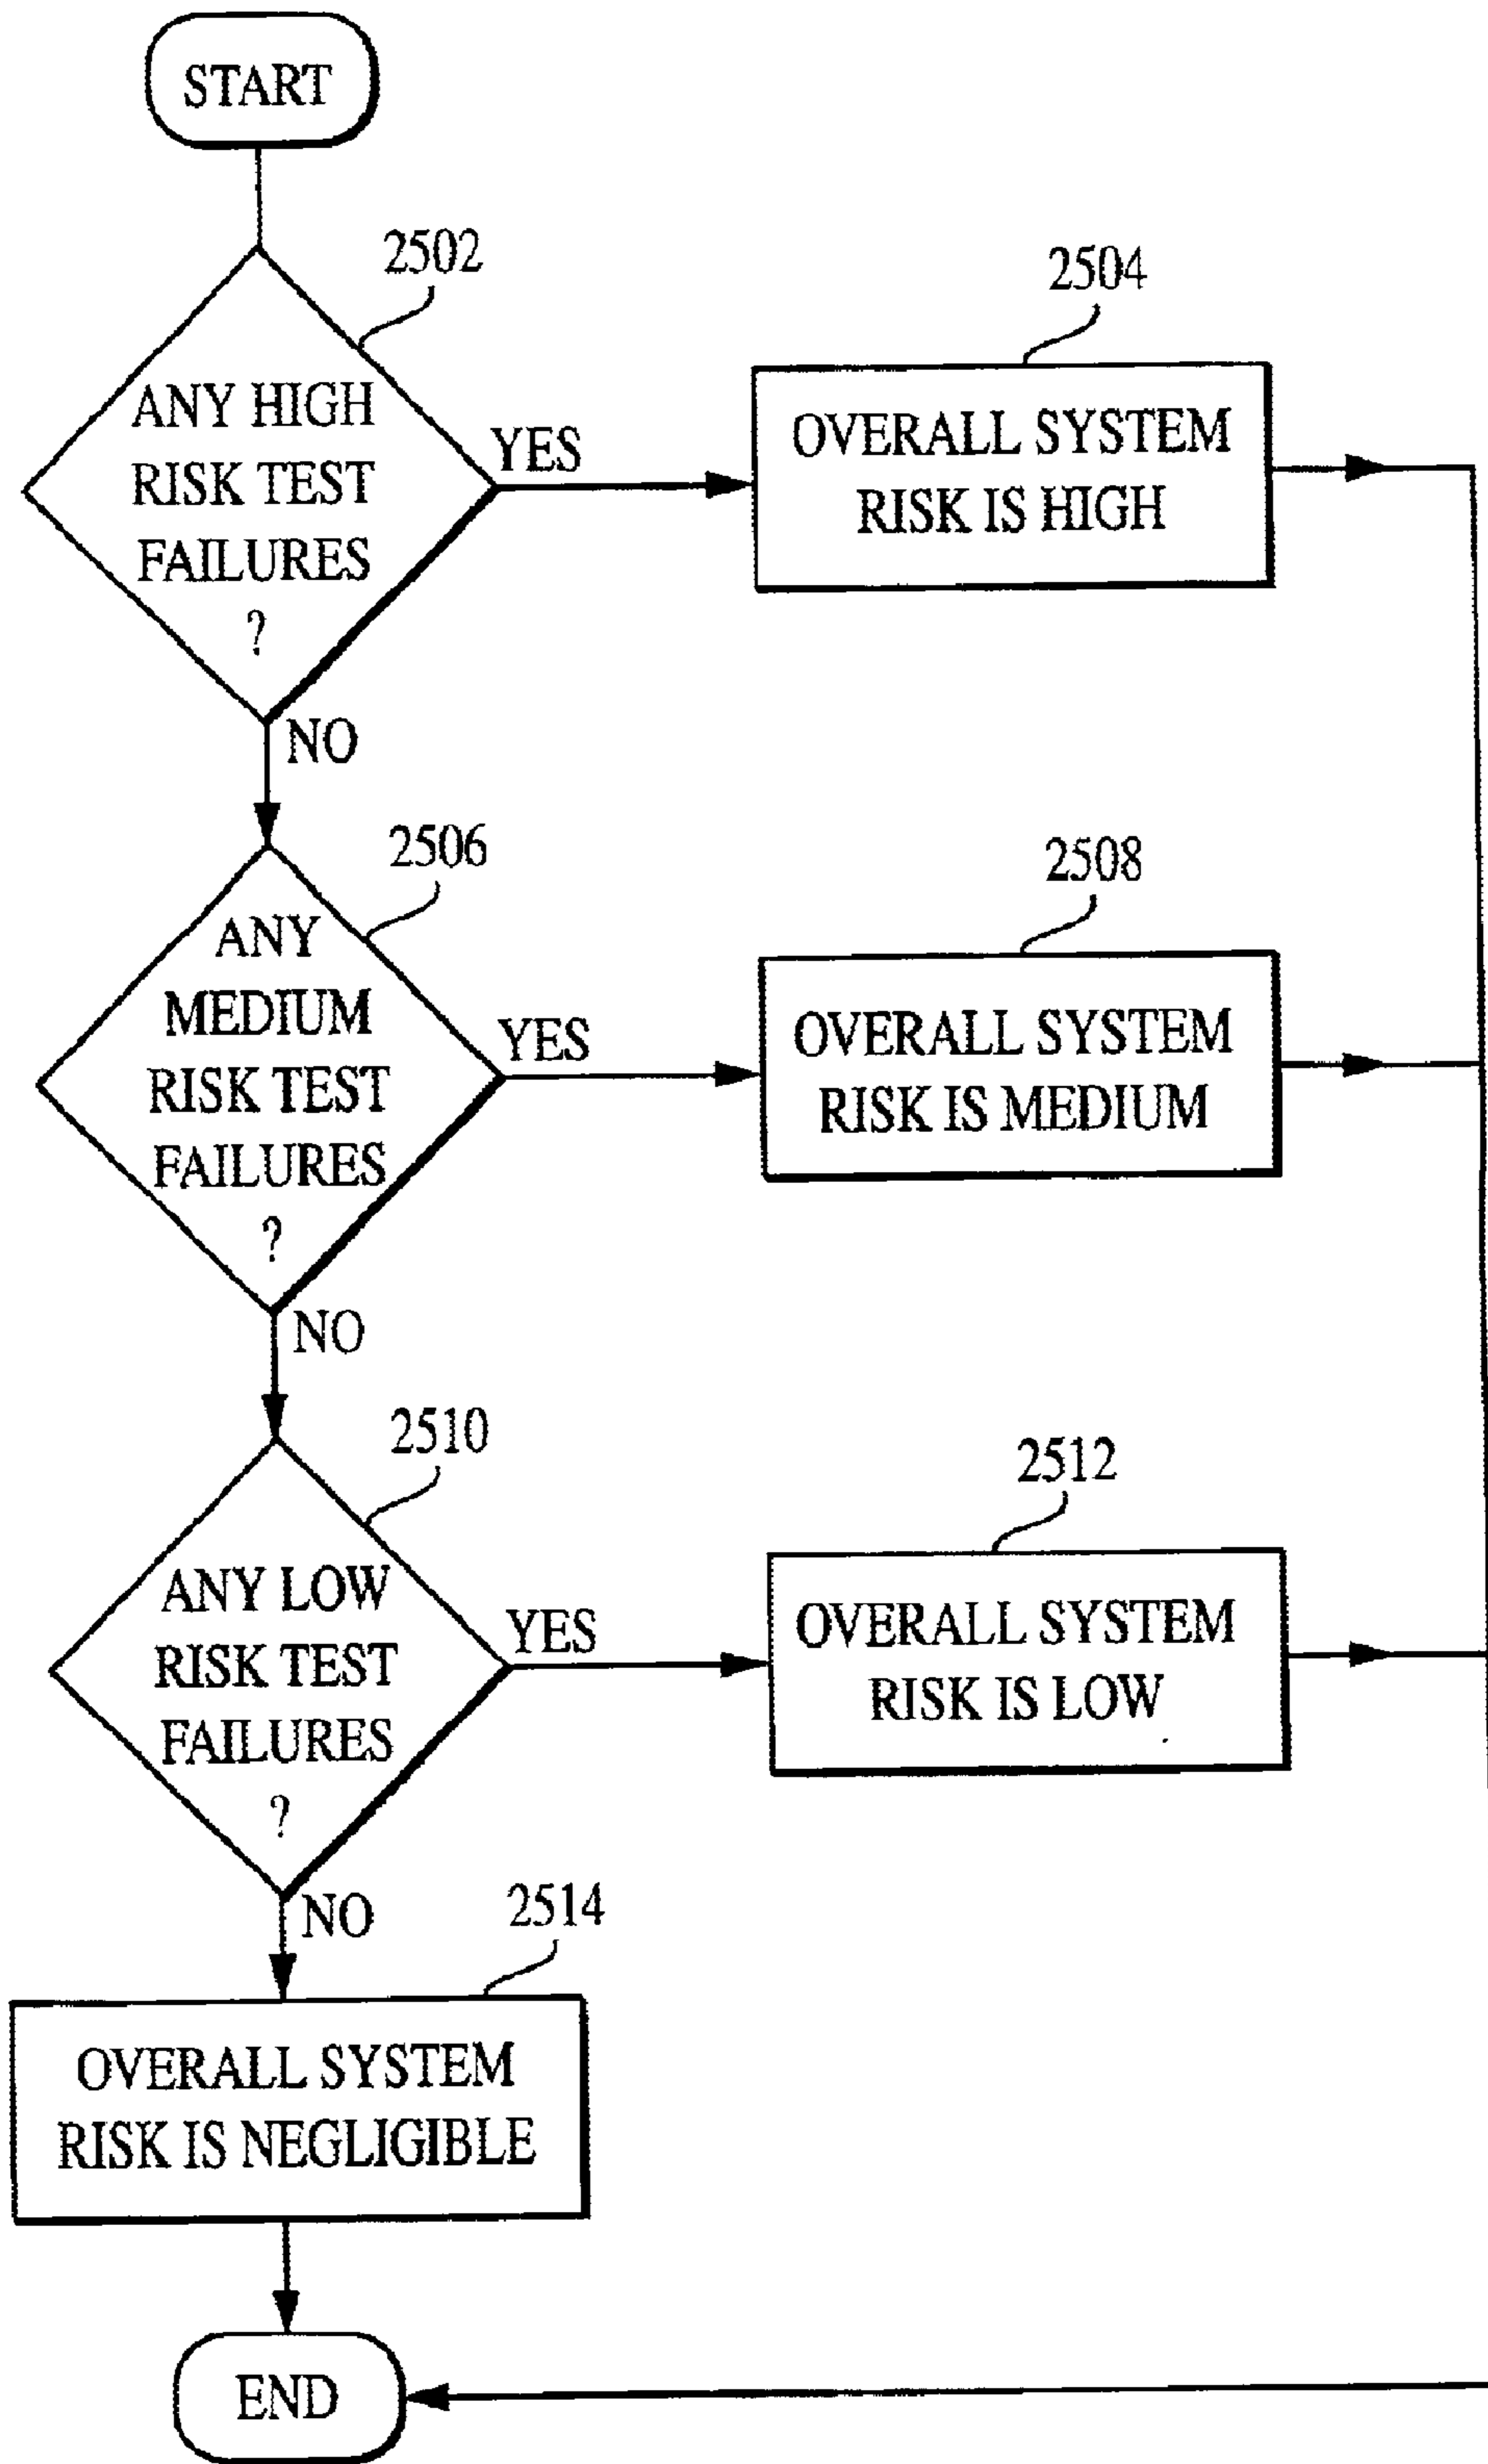 START
2502
ANY HIGH
RISK TEST
FAILURES
?
YES
2504
OVERALL SYSTEM
RISK IS HIGH
NO
2506
ANY
MEDIUM
RISK TEST
FAILURES
?
YES
2508
OVERALL SYSTEM
RISK IS MEDIUM
NO
2510
ANY LOW
RISK TEST
FAILURES
?
YES
2512
OVERALL SYSTEM
RISK IS LOW
NO
2514
OVERALL SYSTEM
RISK IS NEGLIGIBLE
END